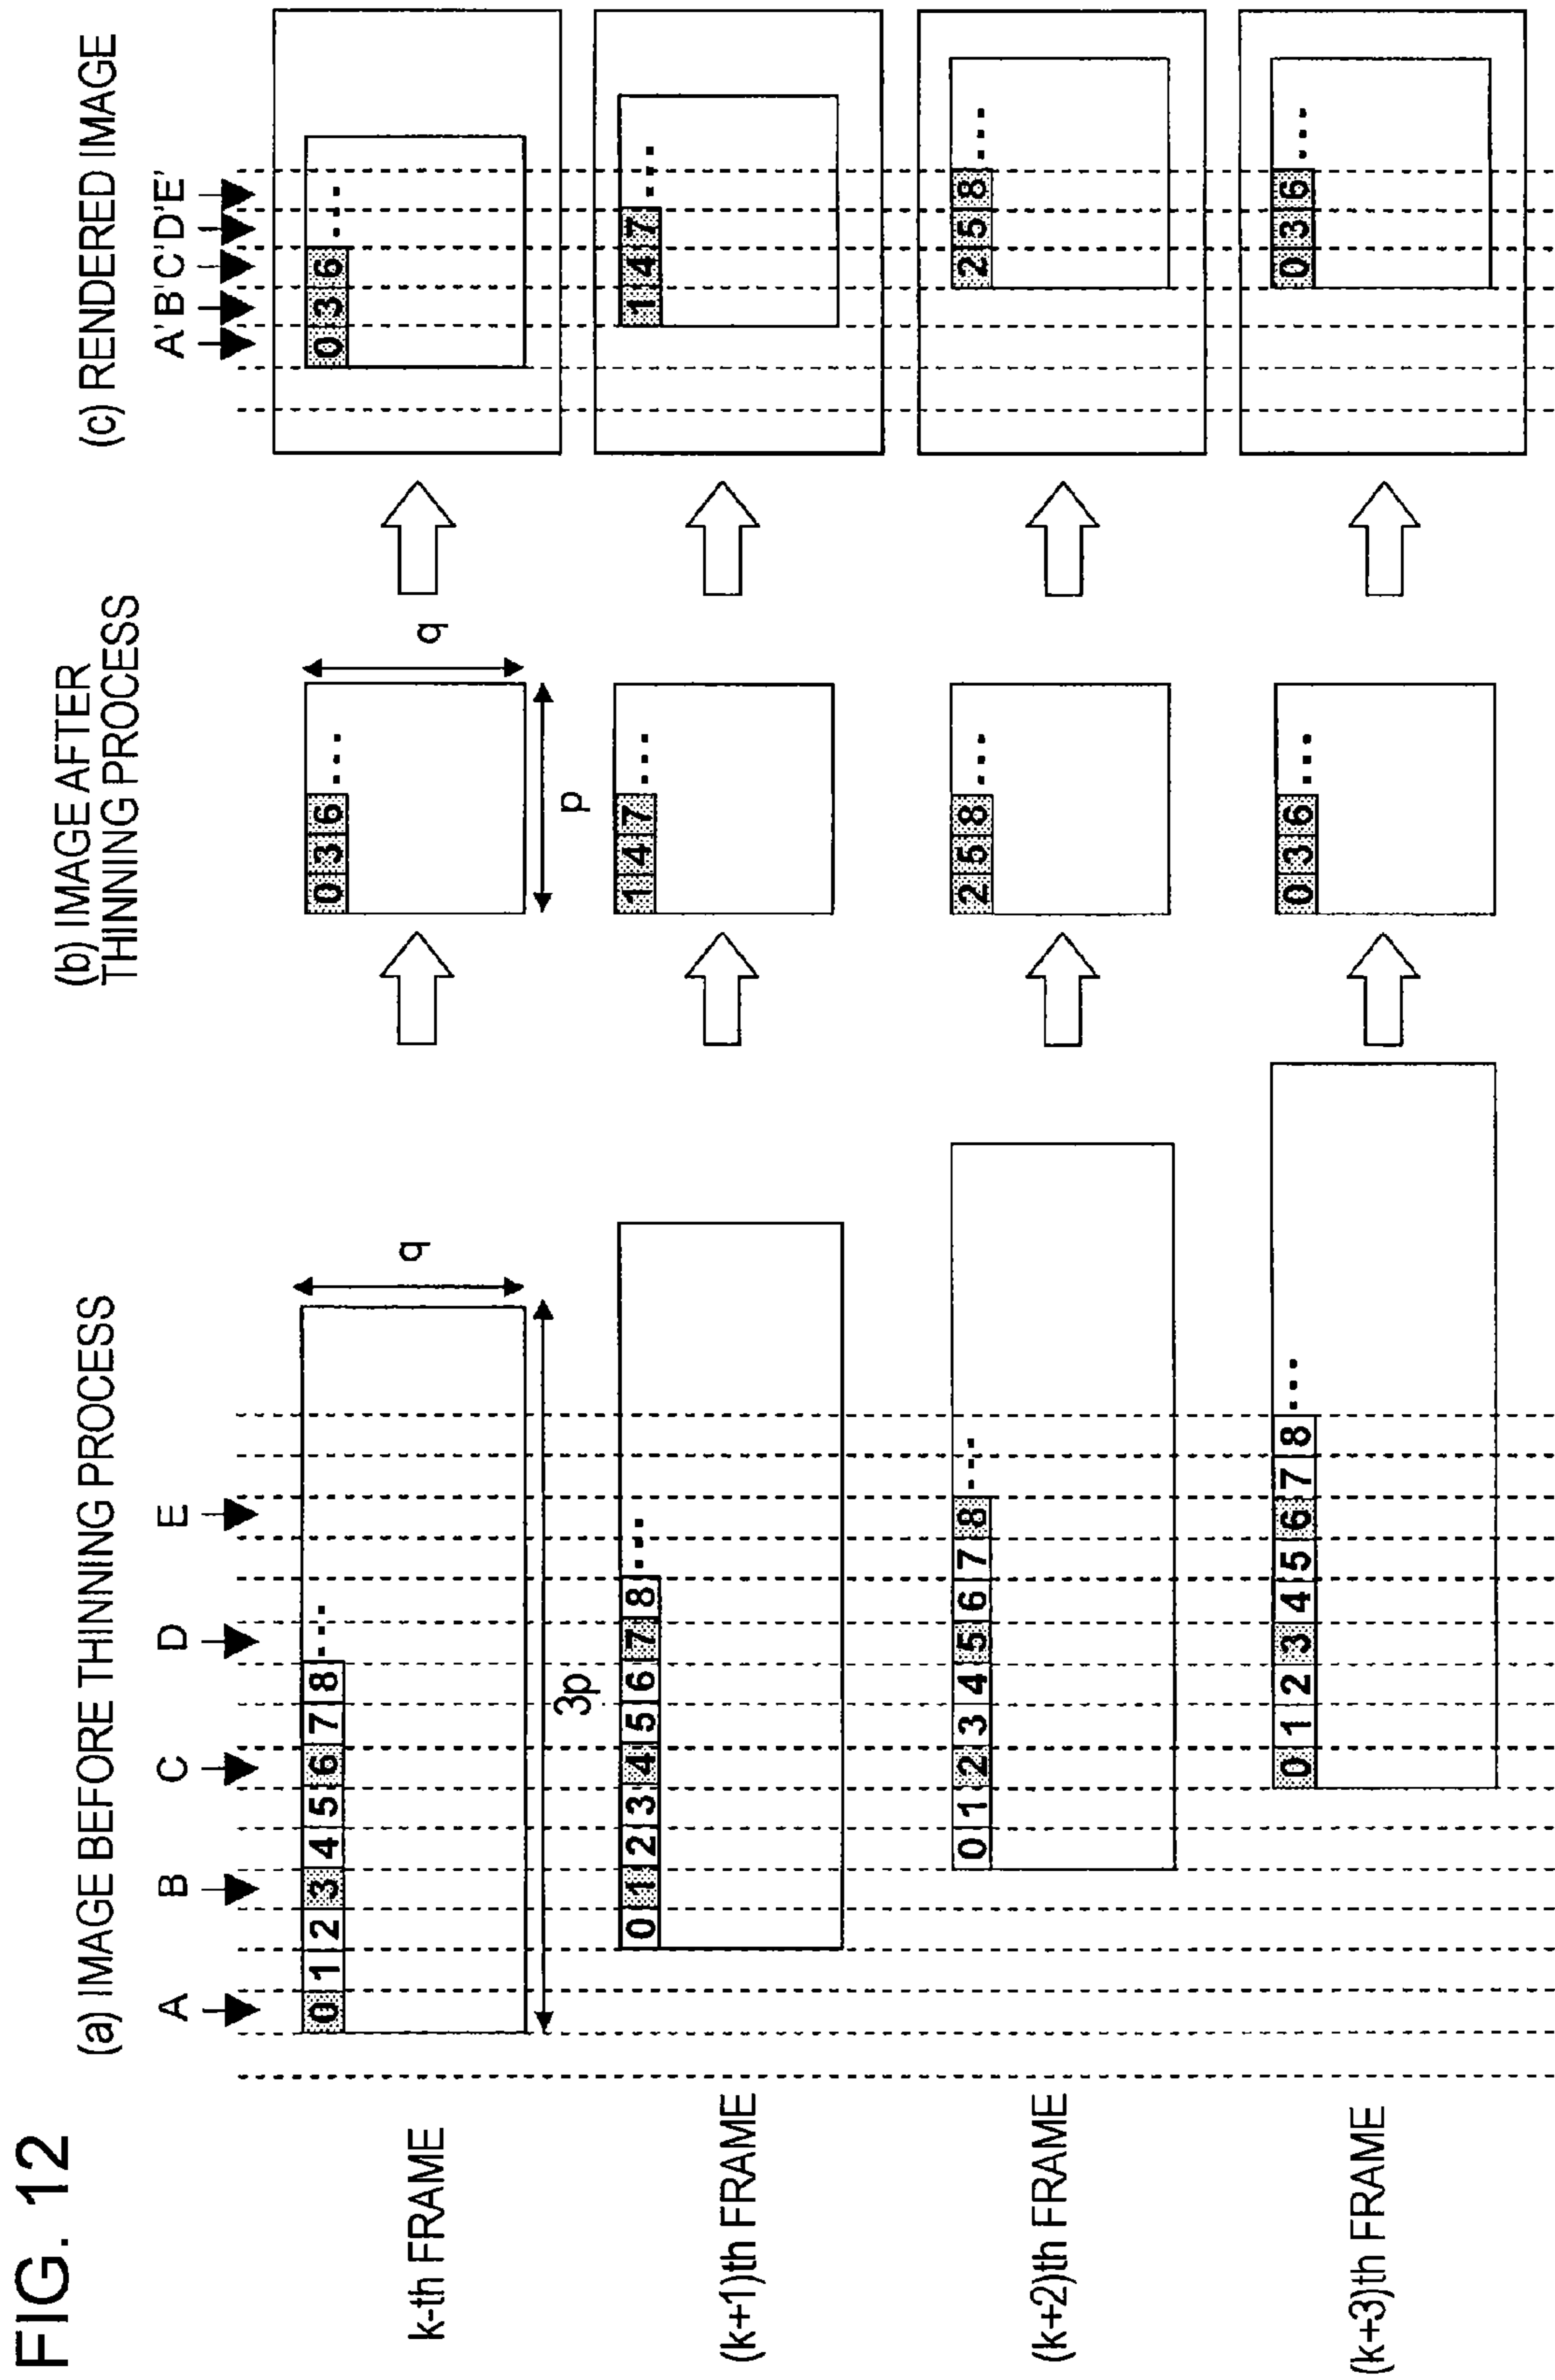 FIG. 12
(a) IMAGE BEFORE THINNING PROCESS
(b) IMAGE AFTER
THINNING PROCESS
(c) RENDERED IMAGE
A B C D E
A' B' C' D' E'
k-th FRAME
0 1 2 3 4 5 6 7 8 ...
q
3p
0 3 6 ...
q
p
0 3 6 ...
(k+1)th FRAME
0 1 2 3 4 5 6 7 8 ...
1 4 7 ...
1 4 7 ...
(k+2)th FRAME
0 1 2 3 4 5 6 7 8 ...
2 5 8 ...
2 5 8 ...
(k+3)th FRAME
0 1 2 3 4 5 6 7 8 ...
0 3 6 ...
0 3 6 ...